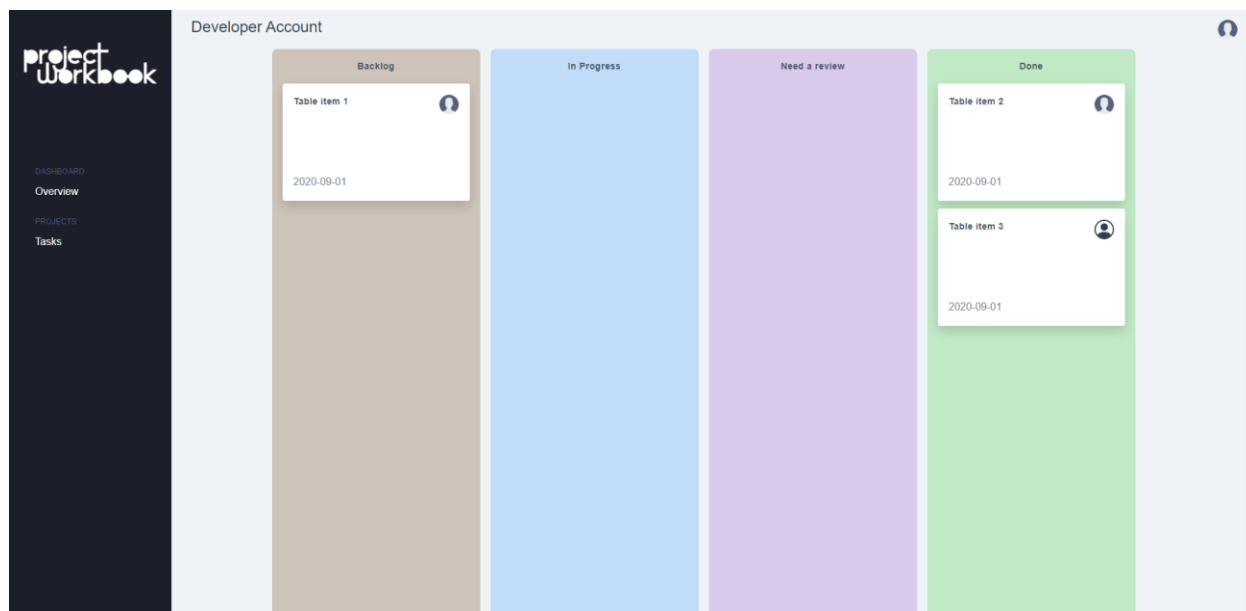 Developer Account
project
workbook
DASHBOARD
Overview
PROJECTS
Tasks
Backlog
Table item 1
2020-09-01
In Progress
Need a review
Done
Table item 2
2020-09-01
Table item 3
2020-09-01